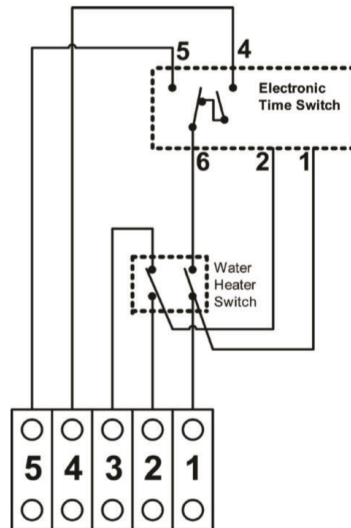 5 4
Electronic
Time Switch
6 2 1
Water
Heater
Switch
5 4 3 2 1